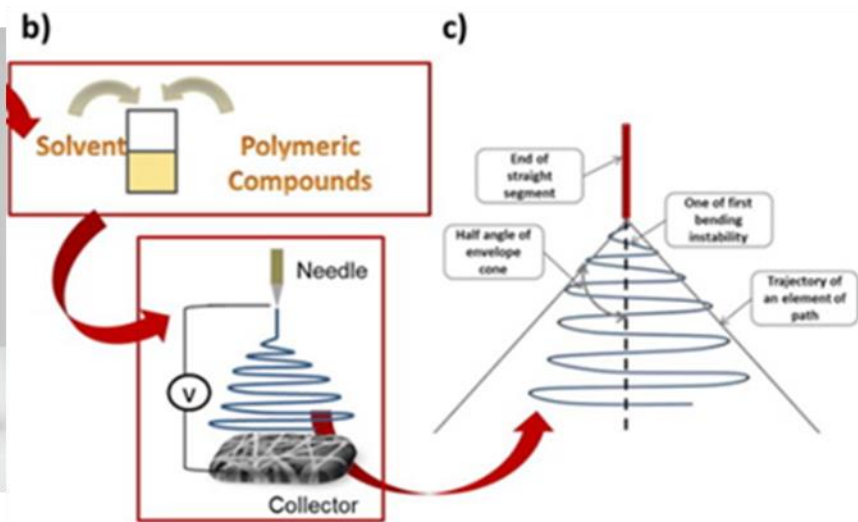 b)
c)
Solvent
Polymeric
Compounds
End of
straight
segment
One of first
bending
instability
Half angle of
envelope
cone
Trajectory of
an element of
path
Needle
V
Collector